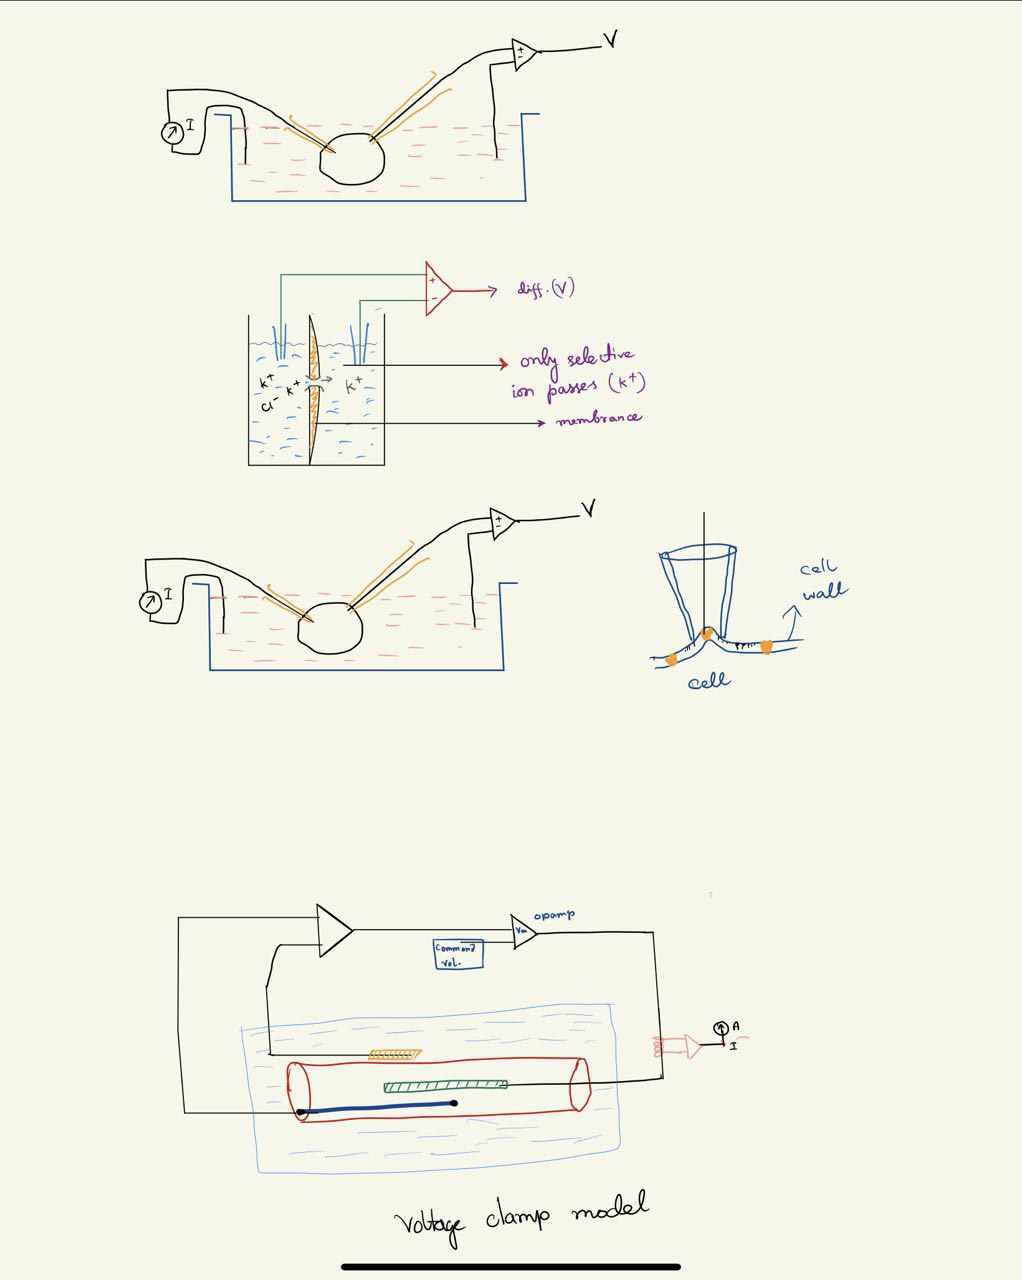 V
I
+
-
+
-
diff.(V)
only selective
ion passes (K+)
membrance
K+
Cl- K+
K+
V
I
+
-
cell
wall
cell
opamp
Vm
Command
vol.
A
I
Voltage clamp model